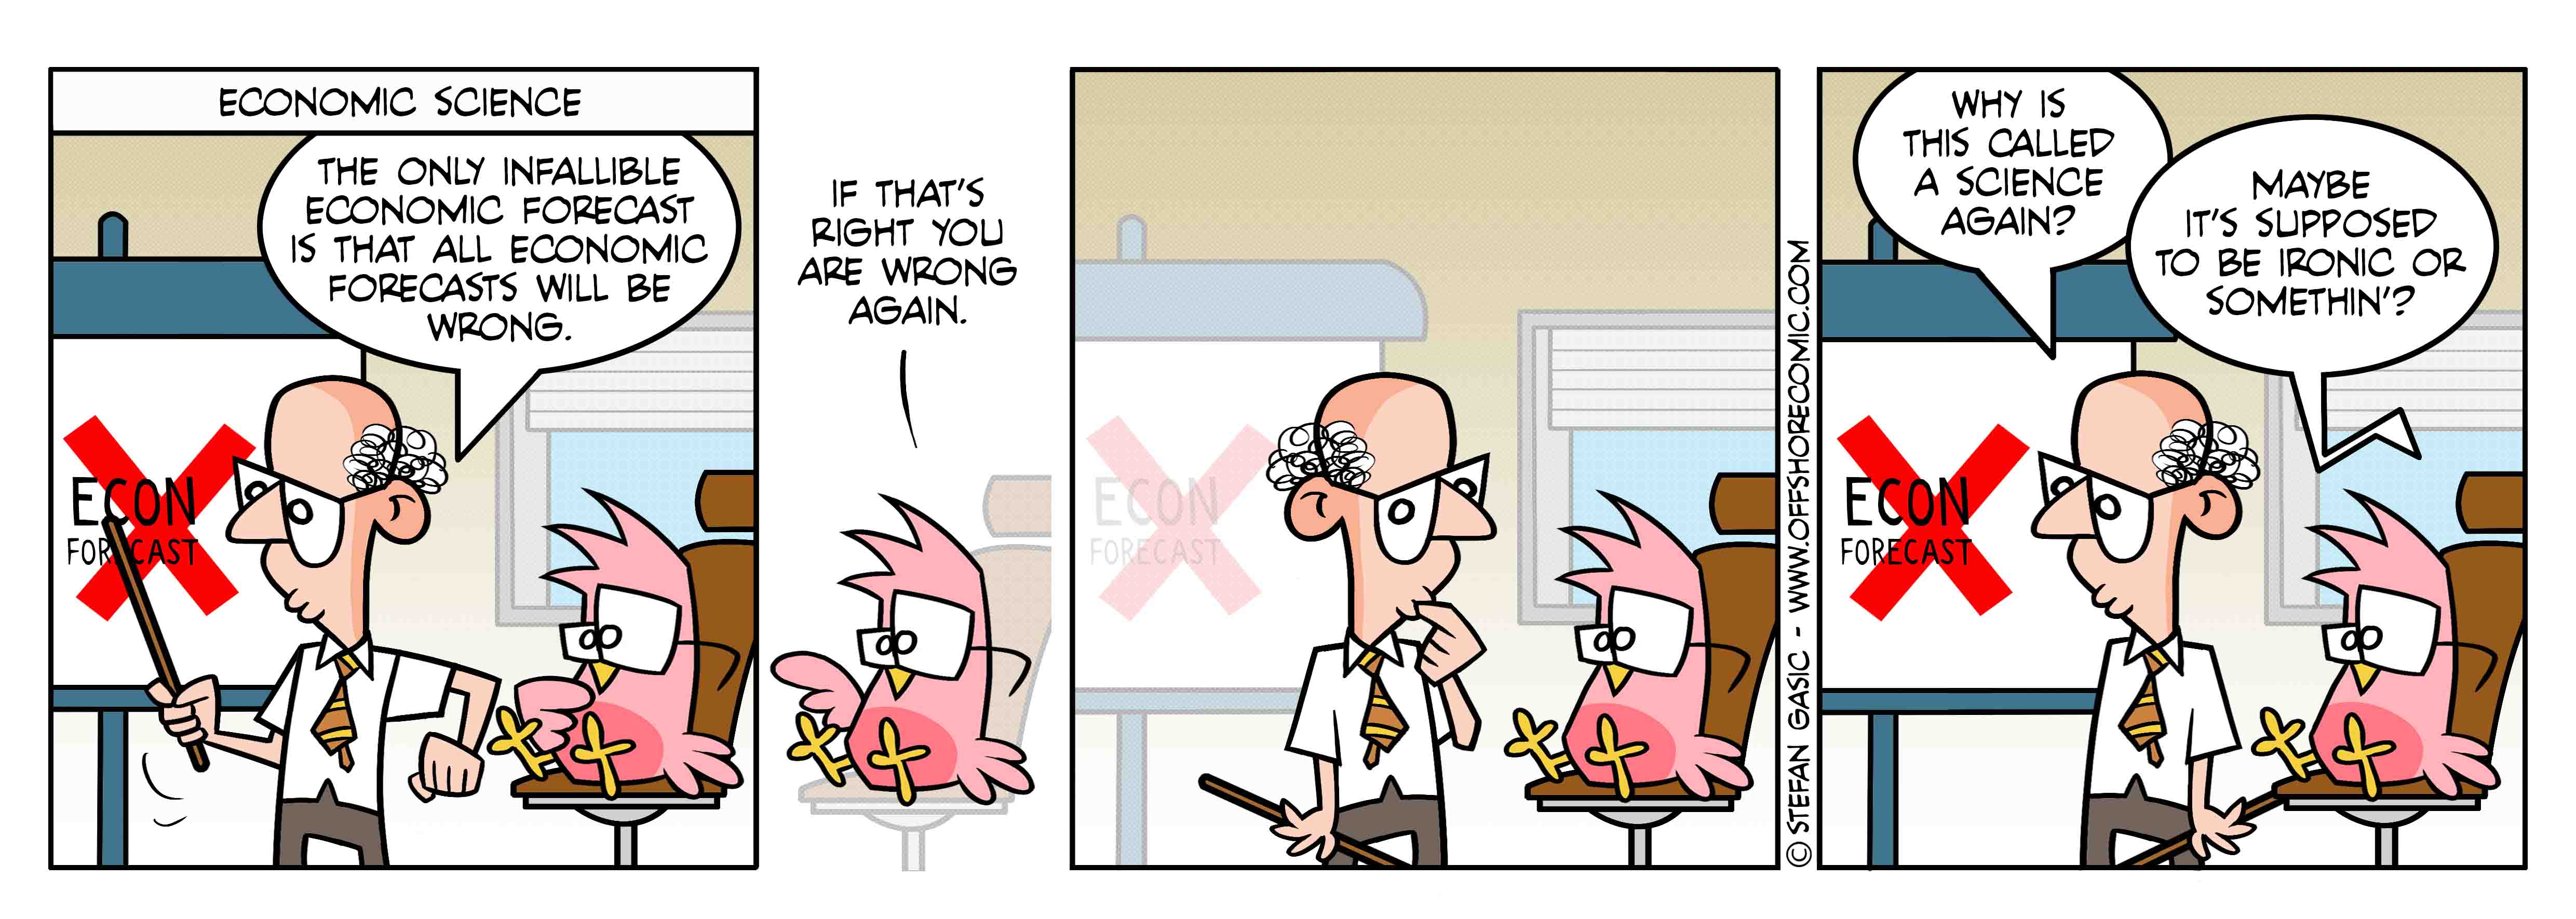 ECONOMIC SCIENCE
THE ONLY INFALLIBLE
ECONOMIC FORECAST
IS THAT ALL ECONOMIC
FORECASTS WILL BE
WRONG.
ECON
FORECAST
IF THAT'S
RIGHT YOU
ARE WRONG
AGAIN.
ECON
FORECAST
© STEFAN GASIC - WWW.OFFSHORECOMIC.COM
WHY IS
THIS CALLED
A SCIENCE
AGAIN?
MAYBE
IT'S SUPPOSED
TO BE IRONIC OR
SOMETHIN'?
ECON
FORECAST